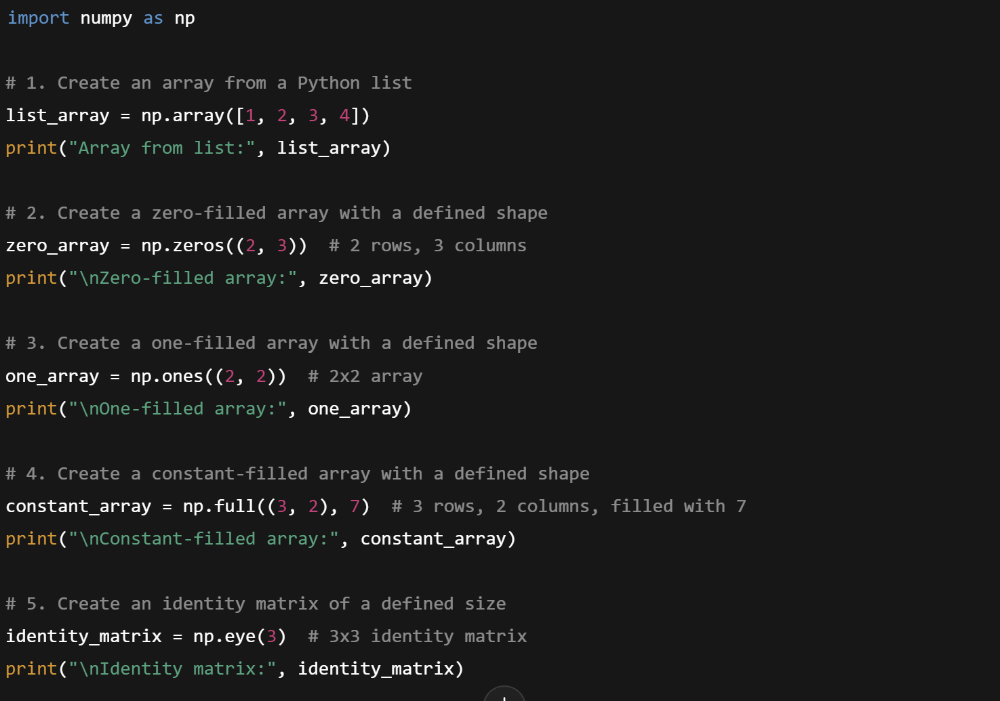 import numpy as np
# 1. Create an array from a Python list
list_array = np.array([1, 2, 3, 4])
print("Array from list:", list_array)
# 2. Create a zero-filled array with a defined shape
zero_array = np.zeros((2, 3))  # 2 rows, 3 columns
print("\nZero-filled array:", zero_array)
# 3. Create a one-filled array with a defined shape
one_array = np.ones((2, 2))  # 2x2 array
print("\nOne-filled array:", one_array)
# 4. Create a constant-filled array with a defined shape
constant_array = np.full((3, 2), 7)  # 3 rows, 2 columns, filled with 7
print("\nConstant-filled array:", constant_array)
# 5. Create an identity matrix of a defined size
identity_matrix = np.eye(3)  # 3x3 identity matrix
print("\nIdentity matrix:", identity_matrix)